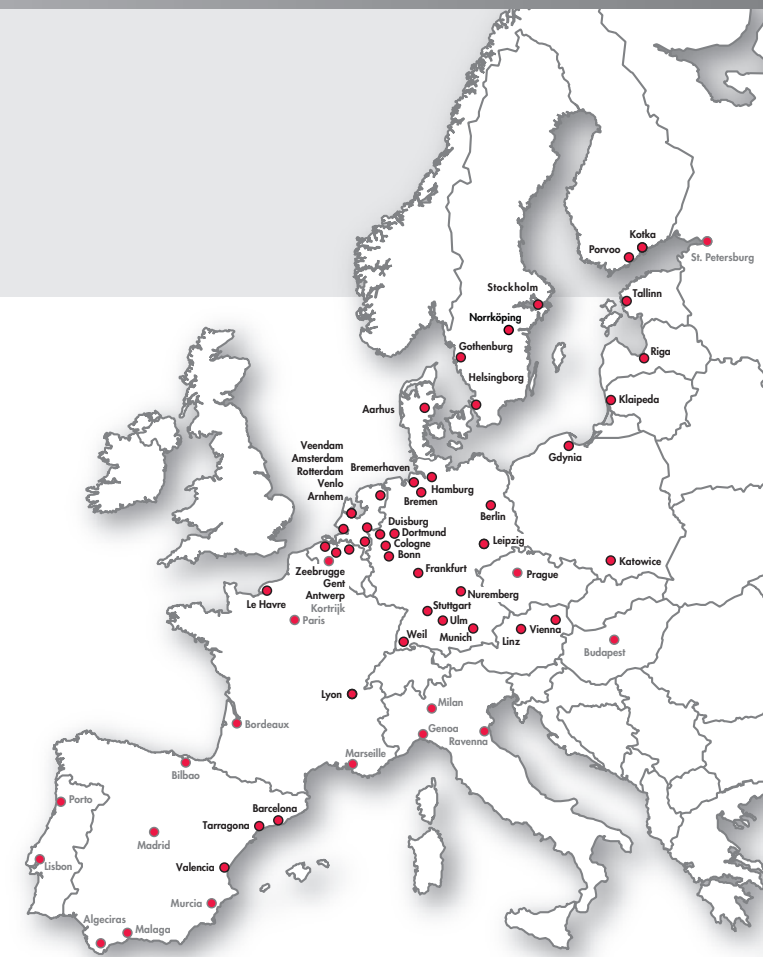 Kotka
Porvoo
St. Petersburg
Stockholm
Tallinn
Norrköping
Gothenburg
Riga
Helsingborg
Klaipeda
Aarhus
Veendam
Amsterdam
Rotterdam
Venlo
Arnhem
Bremerhaven
Gdynia
Hamburg
Bremen
Berlin
Duisburg
Dortmund
Cologne
Bonn
Leipzig
Katowice
Frankfurt
Prague
Zeebrugge
Gent
Antwerp
Kortrijk
Le Havre
Paris
Nuremberg
Stuttgart
Ulm
Munich
Weil
Linz
Vienna
Budapest
Lyon
Milan
Bordeaux
Genoa
Ravenna
Marseille
Bilbao
Porto
Barcelona
Tarragona
Madrid
Lisbon
Valencia
Murcia
Algeciras
Malaga